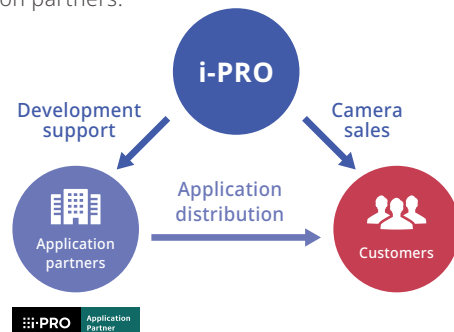 on partners.
i-PRO
Development
support
Camera
sales
Application
distribution
Application
partners
Customers
i-PRO
Application
Partner